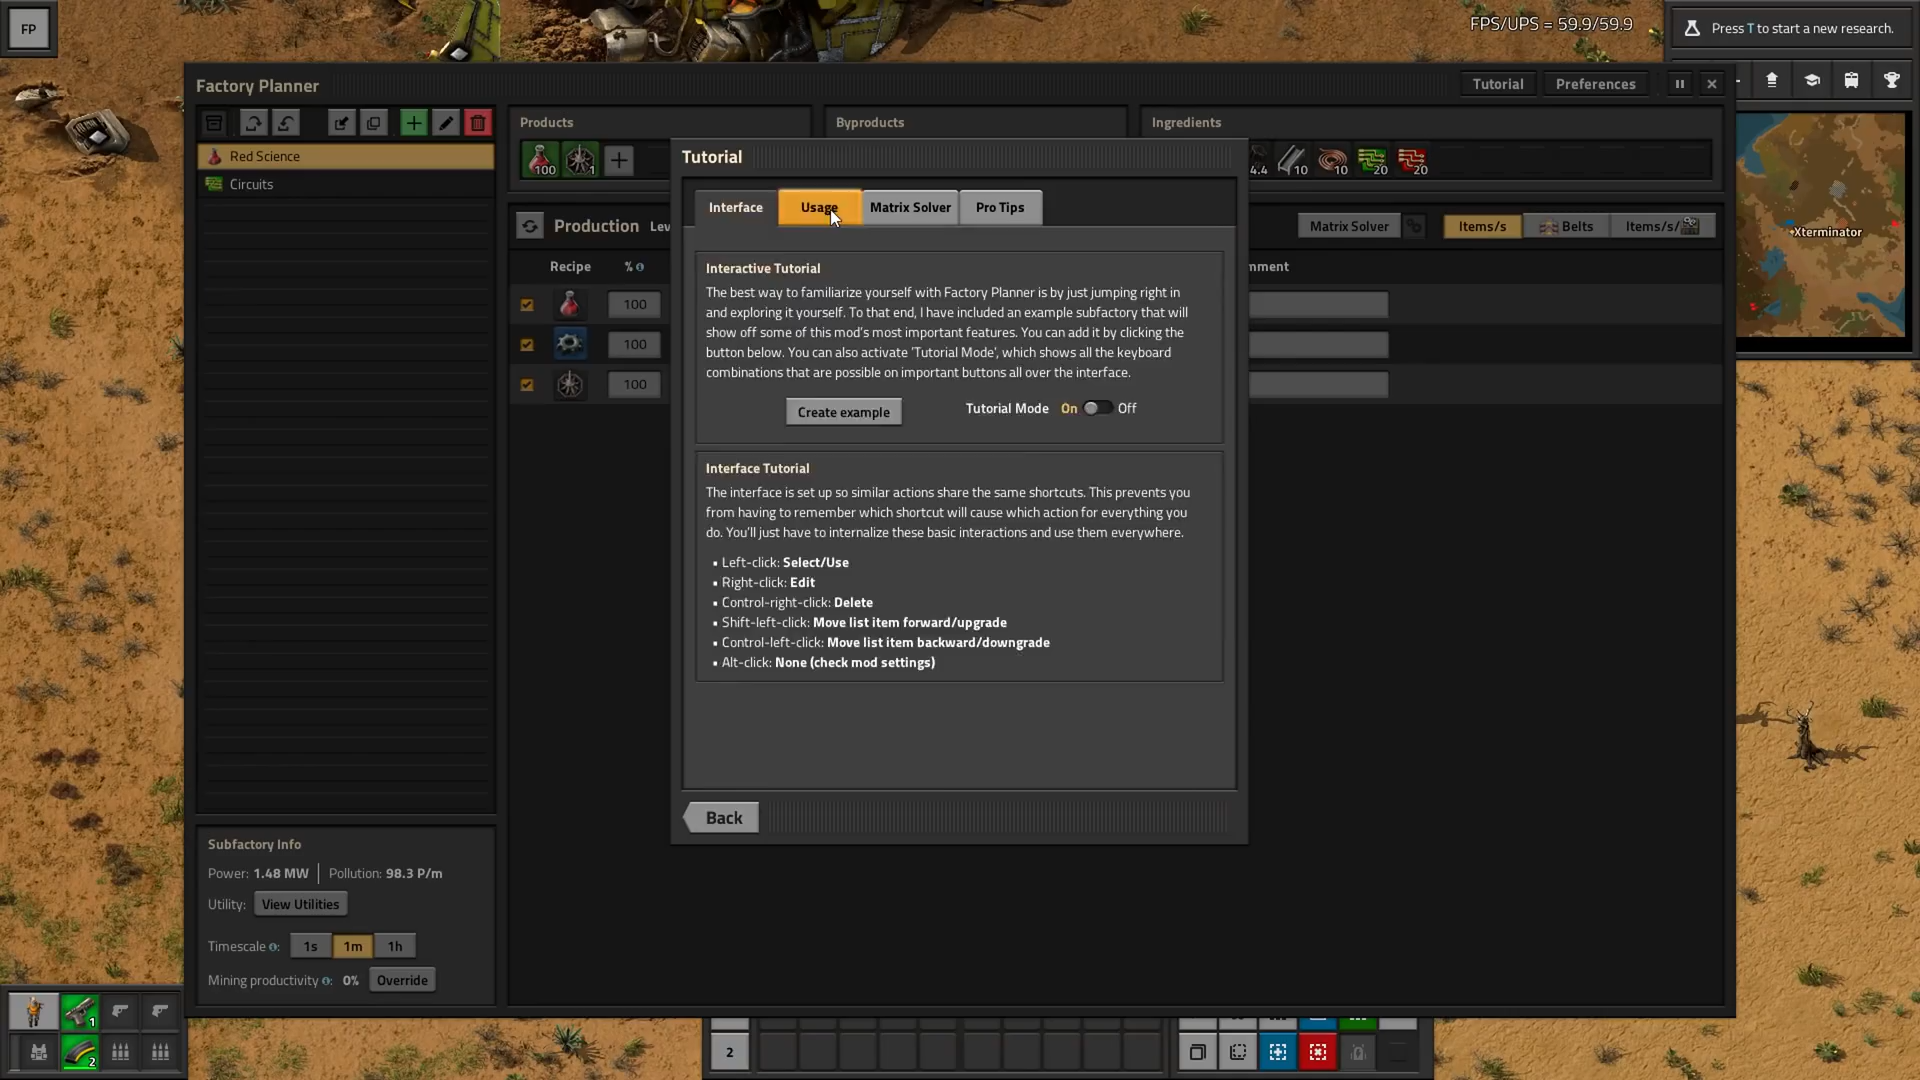 FP
FPS/UPS = 59.9/59.9
Press T to start a new research.
Factory Planner
Tutorial
Preferences
Products
Byproducts
Ingredients
Red Science
Circuits
100
1
4.4
10
10
20
20
Tutorial
Interface
Usage
Matrix Solver
Pro Tips
Production
Matrix Solver
Items/s
Belts
Items/s/
Xterminator
Recipe
%
mment
100
100
100
Interactive Tutorial
The best way to familiarize yourself with Factory Planner is by just jumping right in
and exploring it yourself. To that end, I have included an example subfactory that will
show off some of this mod's most important features. You can add it by clicking the
button below. You can also activate 'Tutorial Mode', which shows all the keyboard
combinations that are possible on important buttons all over the interface.
Create example
Tutorial Mode On Off
Interface Tutorial
The interface is set up so similar actions share the same shortcuts. This prevents you
from having to remember which shortcut will cause which action for everything you
do. You'll just have to internalize these basic interactions and use them everywhere.
▪ Left-click: Select/Use
▪ Right-click: Edit
▪ Control-right-click: Delete
▪ Shift-left-click: Move list item forward/upgrade
▪ Control-left-click: Move list item backward/downgrade
▪ Alt-click: None (check mod settings)
Back
Subfactory Info
Power: 1.48 MW | Pollution: 98.3 P/m
Utility: View Utilities
Timescale: 1s 1m 1h
Mining productivity: 0% Override
1
2
2